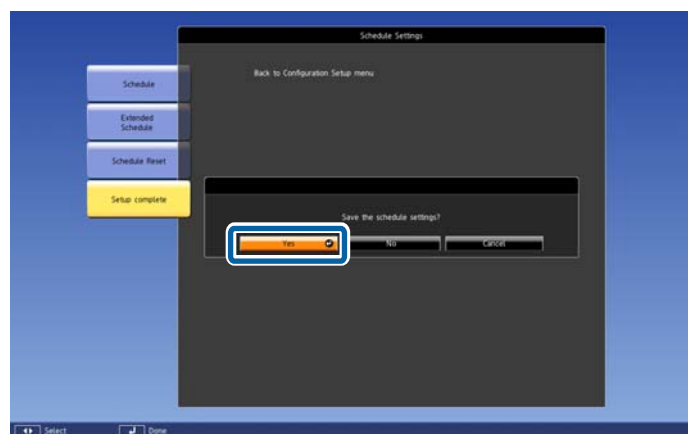 Schedule Settings
Schedule
Back to Configuration Setup menu
Extended
Schedule
Schedule Reset
Setup complete
Save the schedule settings?
Yes No Cancel
Select Done